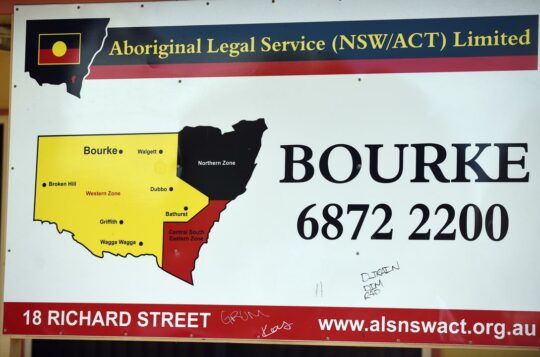 Aboriginal Legal Service (NSW/ACT) Limited
Northern Zone
Bourke
Walgett
Broken Hill
Western Zone
Dubbo
Bathurst
Griffith
Central South
Eastern Zone
Wagga Wagga
BOURKE
6872 2200
18 RICHARD STREET
www.alsnswact.org.au